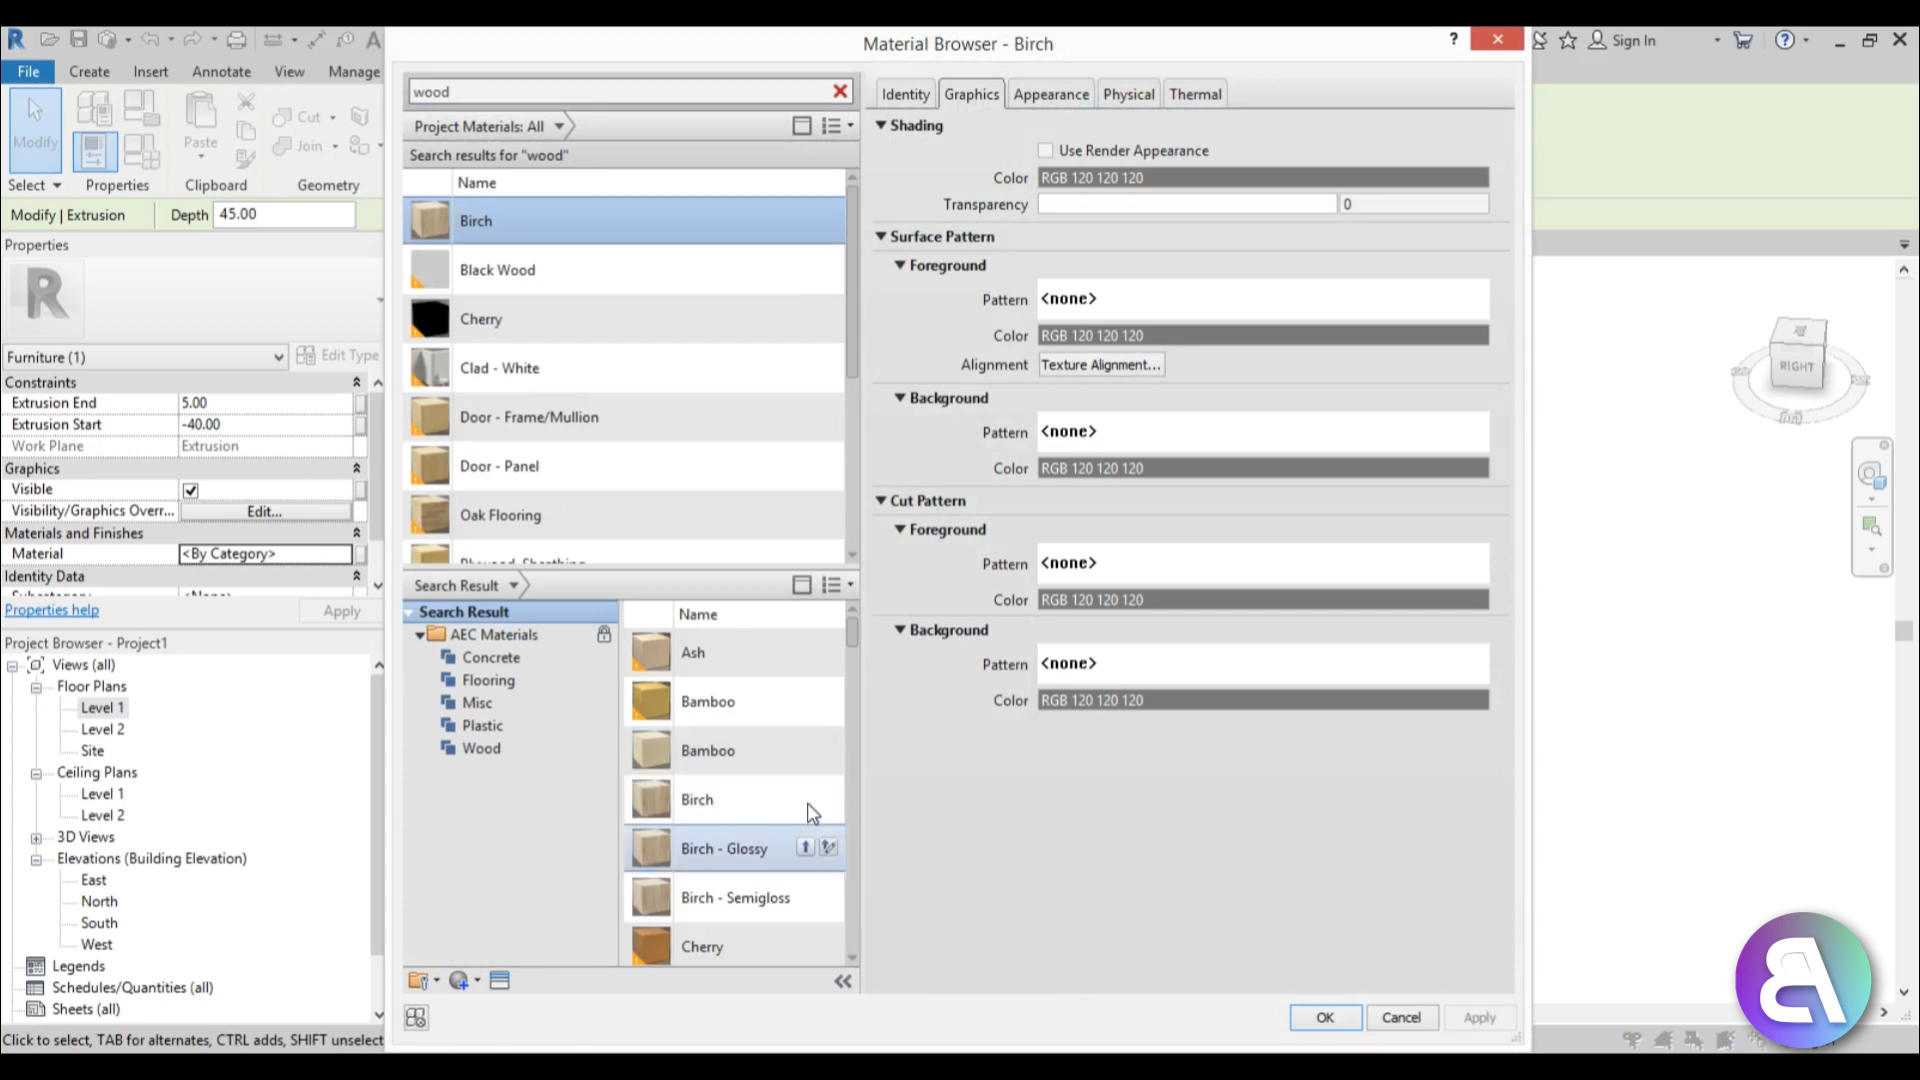 Material Browser - Birch
?
Sign In
File
Create
Insert
Annotate
View
Manage
Modify
Paste
Cut
Join
Select
Properties
Clipboard
Geometry
Modify | Extrusion
Depth
45.00
Properties
Furniture (1)
Edit Type
Constraints
Extrusion End
5.00
Extrusion Start
-40.00
Work Plane
Extrusion
Graphics
Visible
Visibility/Graphics Overr...
Edit...
Materials and Finishes
Material
<By Category>
Identity Data
Properties help
Apply
Project Browser - Project1
Views (all)
Floor Plans
Level 1
Level 2
Site
Ceiling Plans
Level 1
Level 2
3D Views
Elevations (Building Elevation)
East
North
South
West
Legends
Schedules/Quantities (all)
Sheets (all)
Click to select, TAB for alternates, CTRL adds, SHIFT unselect
wood
Project Materials: All
Search results for "wood"
Name
Birch
Black Wood
Cherry
Clad - White
Door - Frame/Mullion
Door - Panel
Oak Flooring
Search Result
Search Result
AEC Materials
Concrete
Flooring
Misc
Plastic
Wood
Name
Ash
Bamboo
Bamboo
Birch
Birch - Glossy
Birch - Semigloss
Cherry
Identity
Graphics
Appearance
Physical
Thermal
Shading
Use Render Appearance
Color
RGB 120 120 120
Transparency
0
Surface Pattern
Foreground
Pattern
<none>
Color
RGB 120 120 120
Alignment
Texture Alignment...
Background
Pattern
<none>
Color
RGB 120 120 120
Cut Pattern
Foreground
Pattern
<none>
Color
RGB 120 120 120
Background
Pattern
<none>
Color
RGB 120 120 120
OK
Cancel
Apply
RIGHT